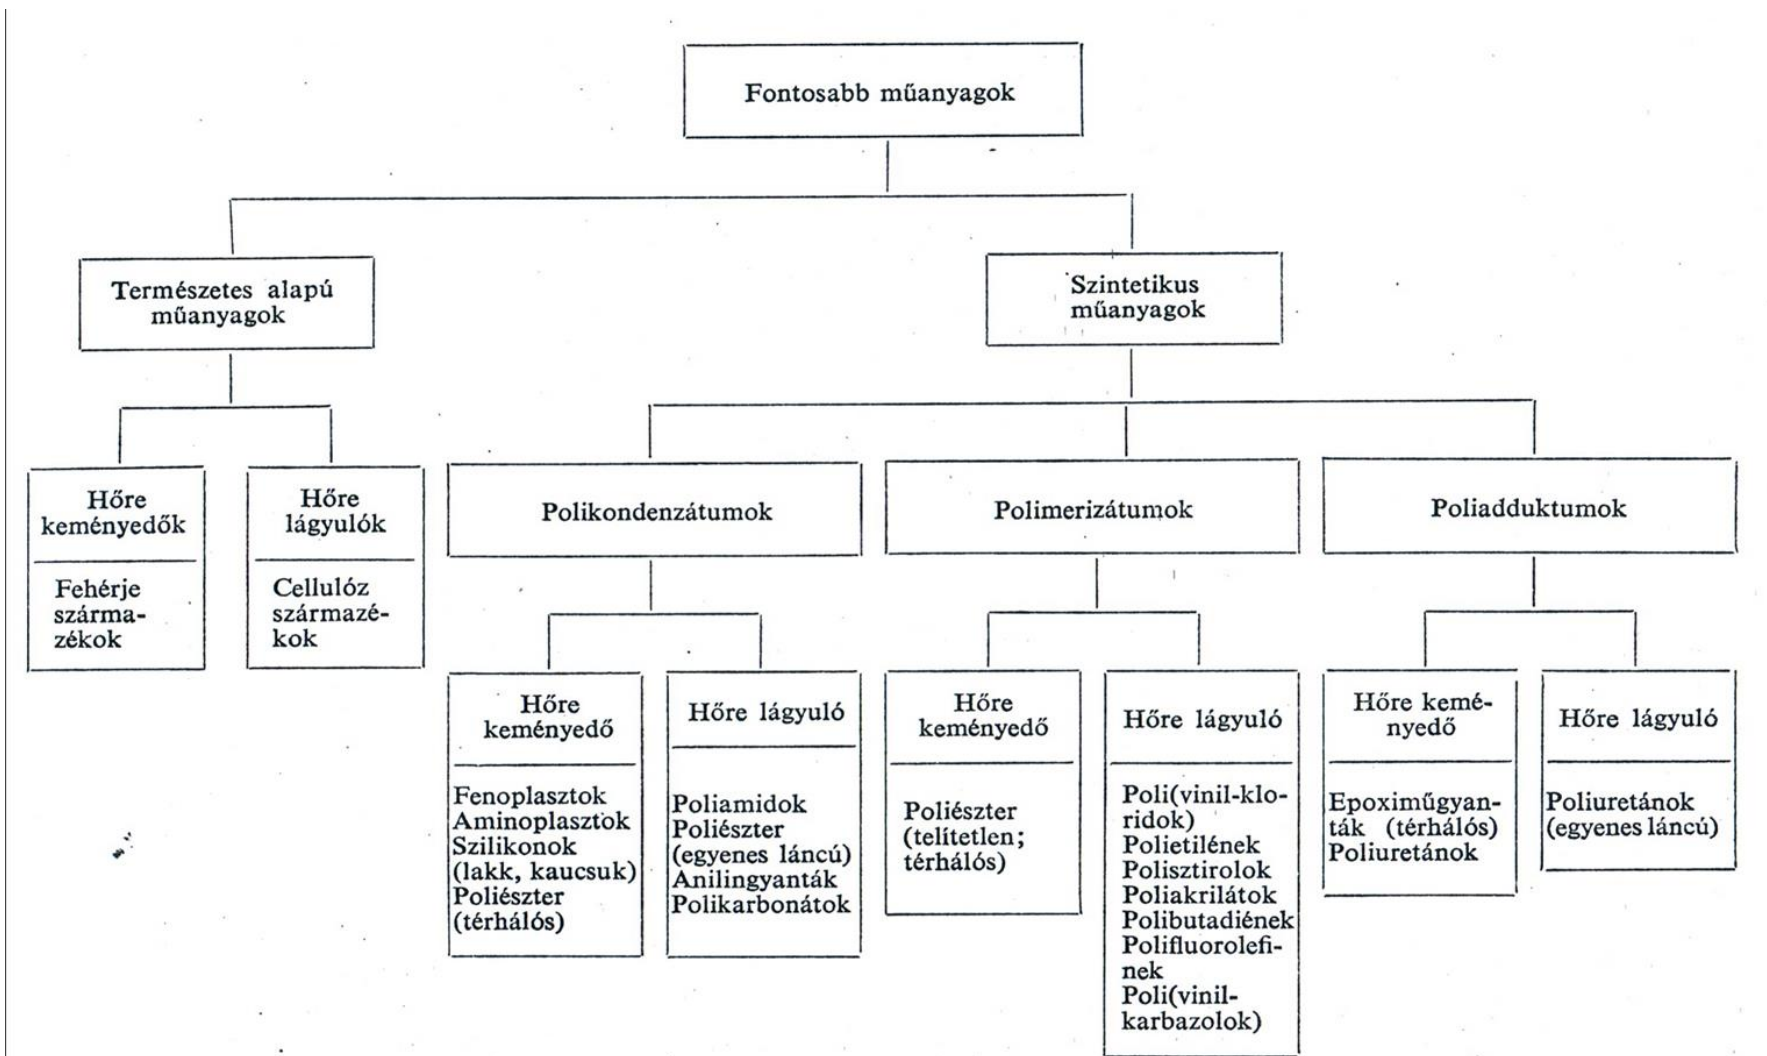 Fontosabb műanyagok
Természetes alapú
műanyagok
Szintetikus
műanyagok
Hőre
keményedők
Fehérje
szárma-
zékok
Hőre
lágyulók
Cellulóz
származé-
kok
Polikondenzátumok
Polimerizátumok
Poliadduktumok
Hőre
keményedő
Fenoplasztok
Aminoplasztok
Szilikonok
(lakk, kaucsuk)
Poliészter
(térhálós)
Hőre lágyuló
Poliamidok
Poliészter
(egyenes láncú)
Anilingyanták
Polikarbonátok
Hőre
keményedő
Poliészter
(telítetlen;
térhálós)
Hőre lágyuló
Poli(vinil-klo-
ridok)
Polietilének
Polisztirolok
Poliakrilátok
Polibutadiének
Polifluorolefi-
nek
Poli(vinil-
karbazolok)
Hőre kemé-
nyedő
Epoximűgyan-
ták (térhálós)
Poliuretánok
Hőre lágyuló
Poliuretánok
(egyenes láncú)